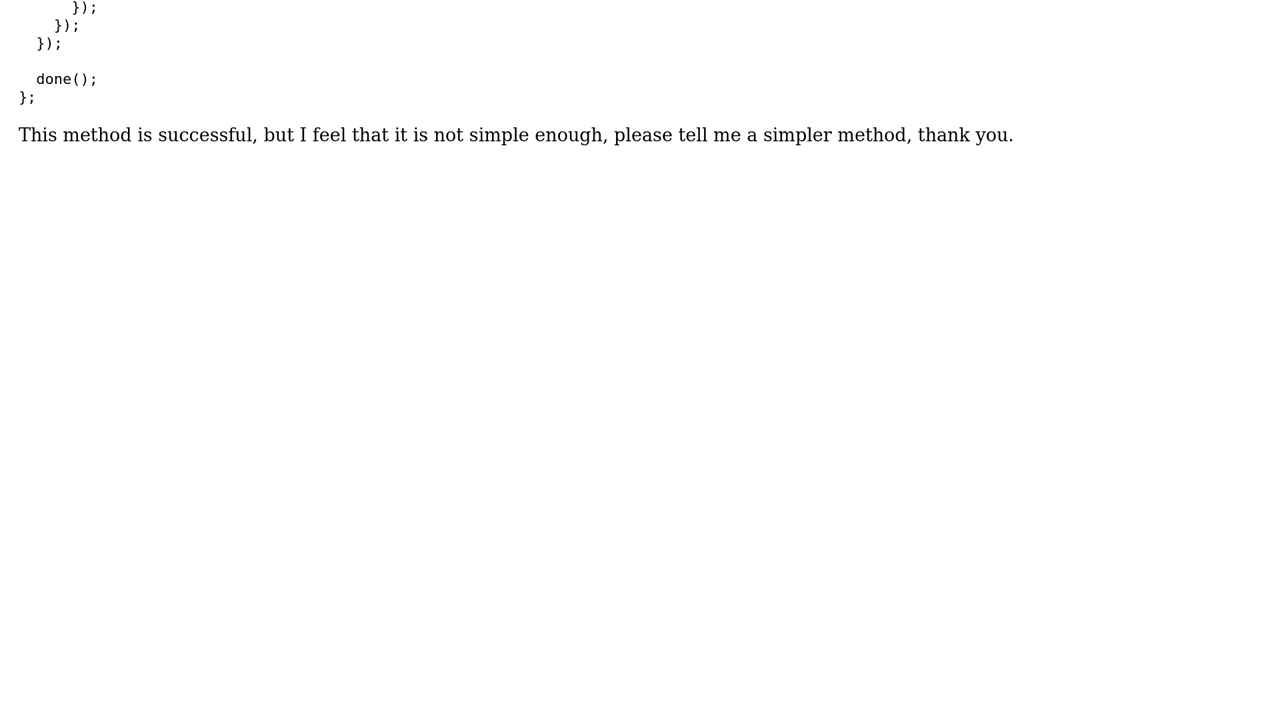 });
    });
  });

  done();
};
This method is successful, but I feel that it is not simple enough, please tell me a simpler method, thank you.